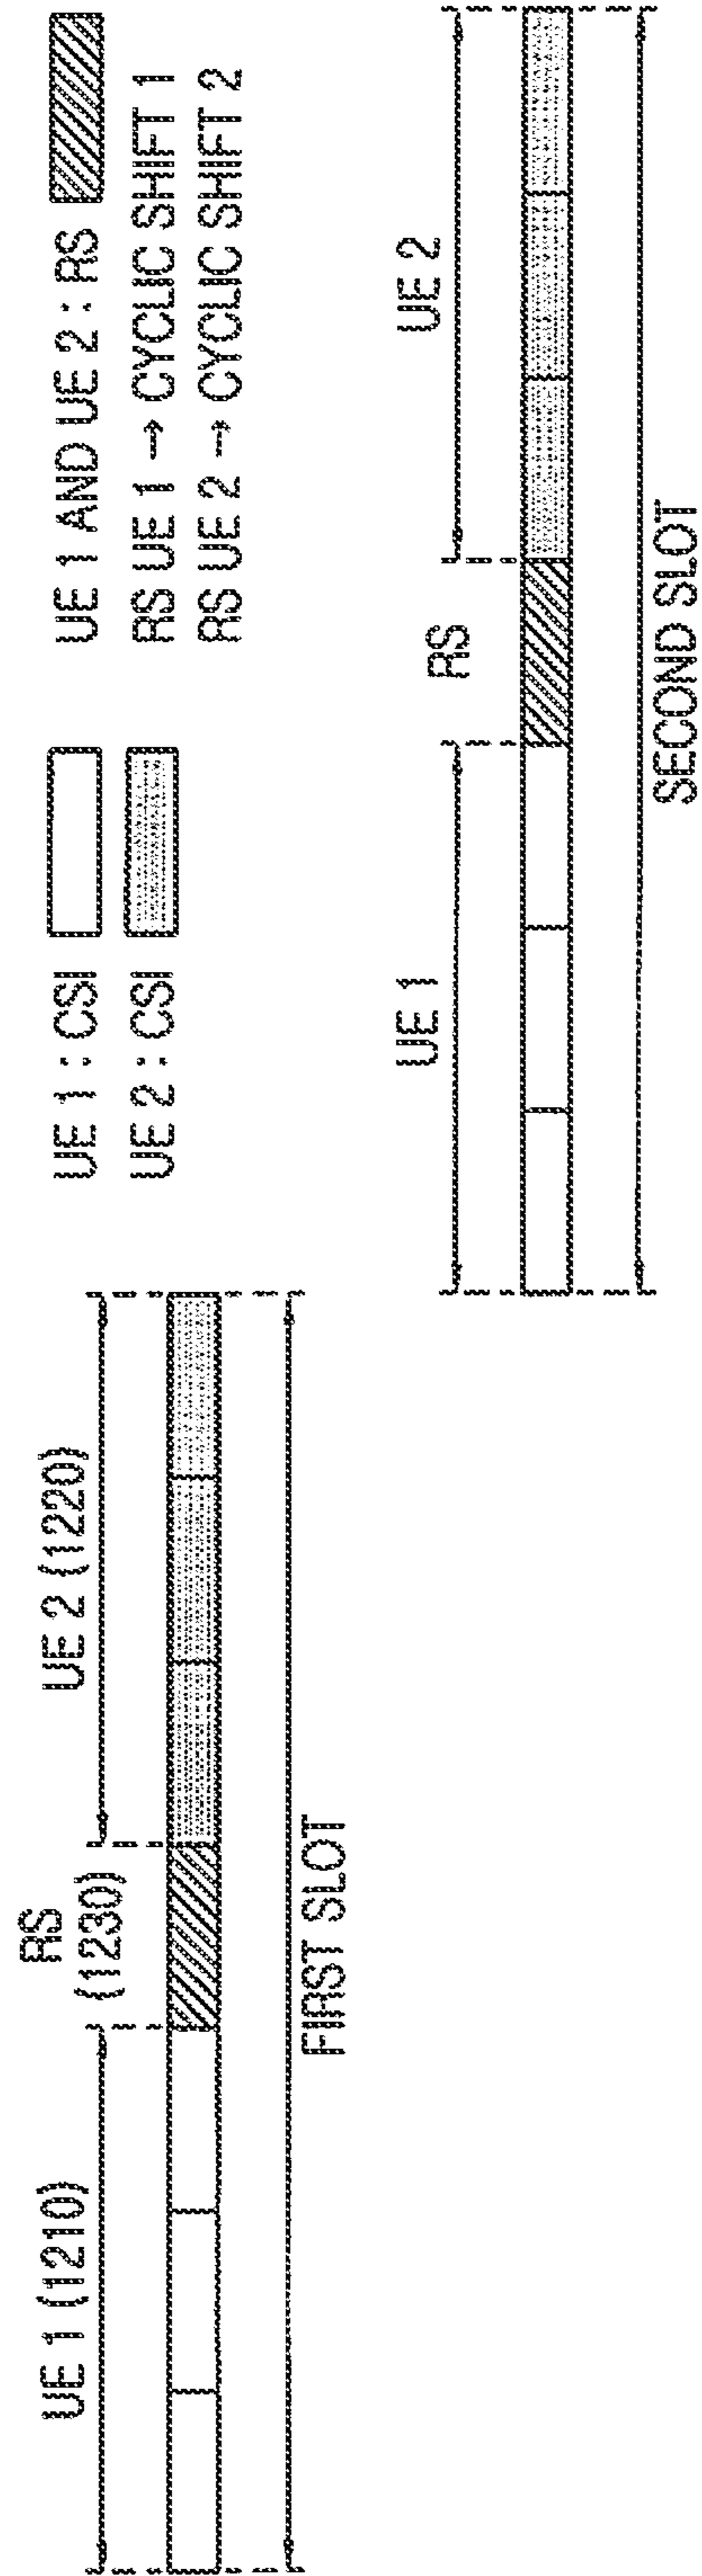 UE 1 : CSI
UE 2 : CSI
UE 1 AND UE 2 : RS
RS UE 1 → CYCLIC SHIFT 1
RS UE 2 → CYCLIC SHIFT 2
UE 1 (1210)
RS
(1230)
UE 2 (1220)
FIRST SLOT
UE 1
RS
UE 2
SECOND SLOT